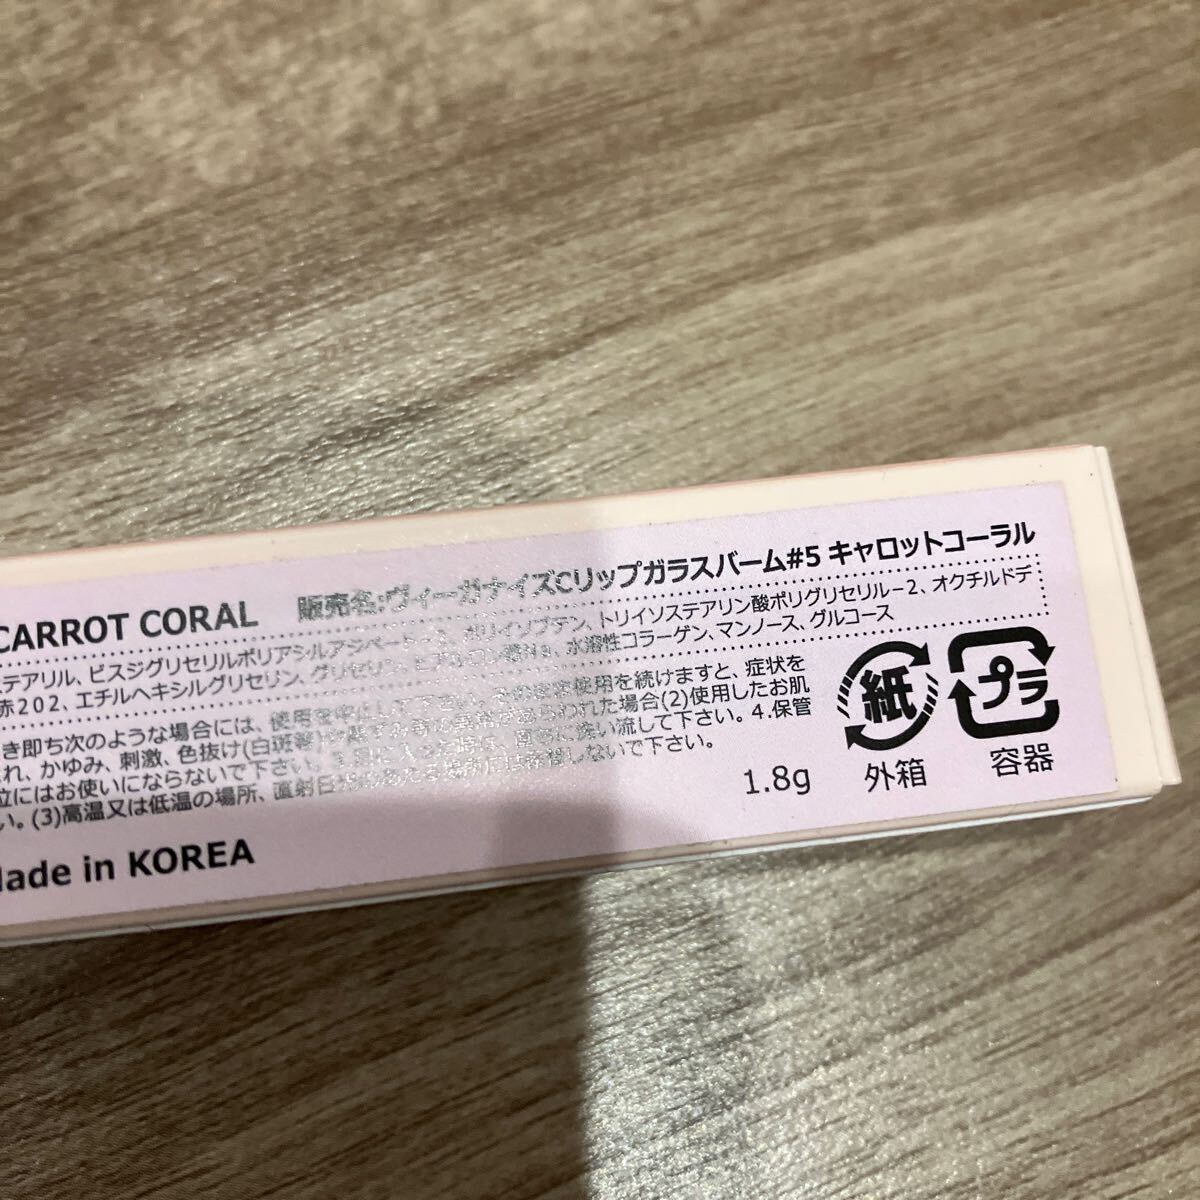 CARROT CORAL 販売名:ヴィーガナイズCリップガラスバーム#5 キャロットコーラル
ステアリル、ビスジグリセリルポリアシルアジペート-2、ポリイソブテン、トリイソステアリン酸ポリグリセリル-2、オクチルドデ
赤202、エチルヘキシルグリセリン、グリセリン、ヒアルロン酸Na、水溶性コラーゲン、マンノース、グルコース
き即ち次のような場合には、使用を中止して そのまま使用を続けますと、症状を
れ、かゆみ、刺激、色抜け(白斑等)や黒ずみ等の異常があらわれた場合(2)使用したお肌
位にはお使いにならないで下さい。3.目に入った時は、直ちに洗い流して下さい。4.保管
い。(3)高温又は低温の場所、直射日光のあたる場所には保管しないで下さい。
紙
外箱
プラ
容器
1.8g
Made in KOREA